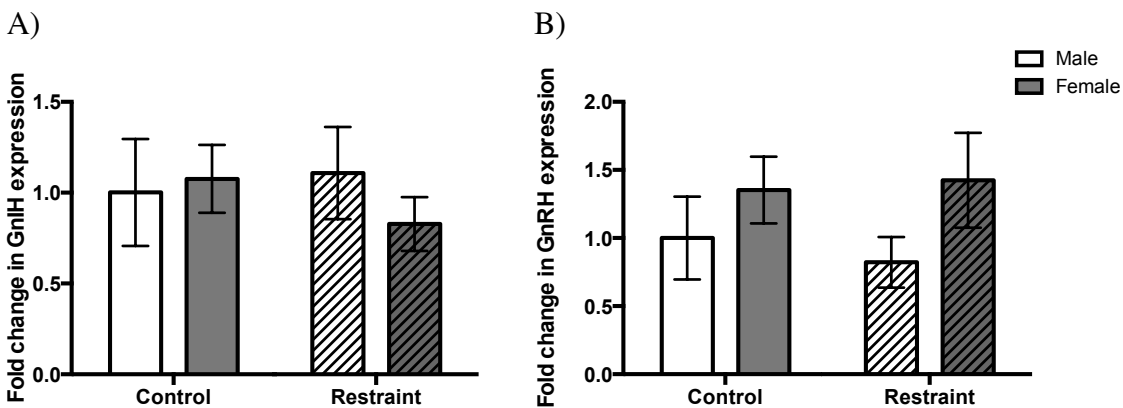 A)
Fold change in GnIH expression
1.5
1.0
0.5
0.0
Control
Restraint
B)
Fold change in GnRH expression
2.0
1.5
1.0
0.5
0.0
Control
Restraint
Male
Female